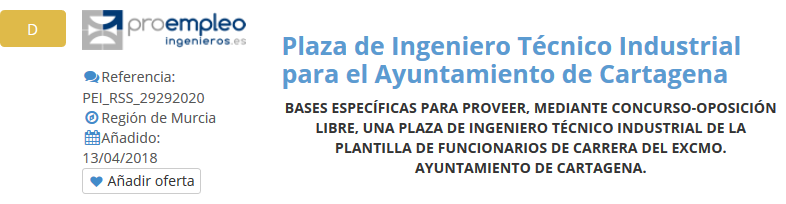 D
proempleo
ingenieros.es
Referencia:
PEI_RSS_29292020
Región de Murcia
Añadido:
13/04/2018
Añadir oferta
Plaza de Ingeniero Técnico Industrial
para el Ayuntamiento de Cartagena
BASES ESPECÍFICAS PARA PROVEER, MEDIANTE CONCURSO-OPOSICIÓN
LIBRE, UNA PLAZA DE INGENIERO TÉCNICO INDUSTRIAL DE LA
PLANTILLA DE FUNCIONARIOS DE CARRERA DEL EXCMO.
AYUNTAMIENTO DE CARTAGENA.